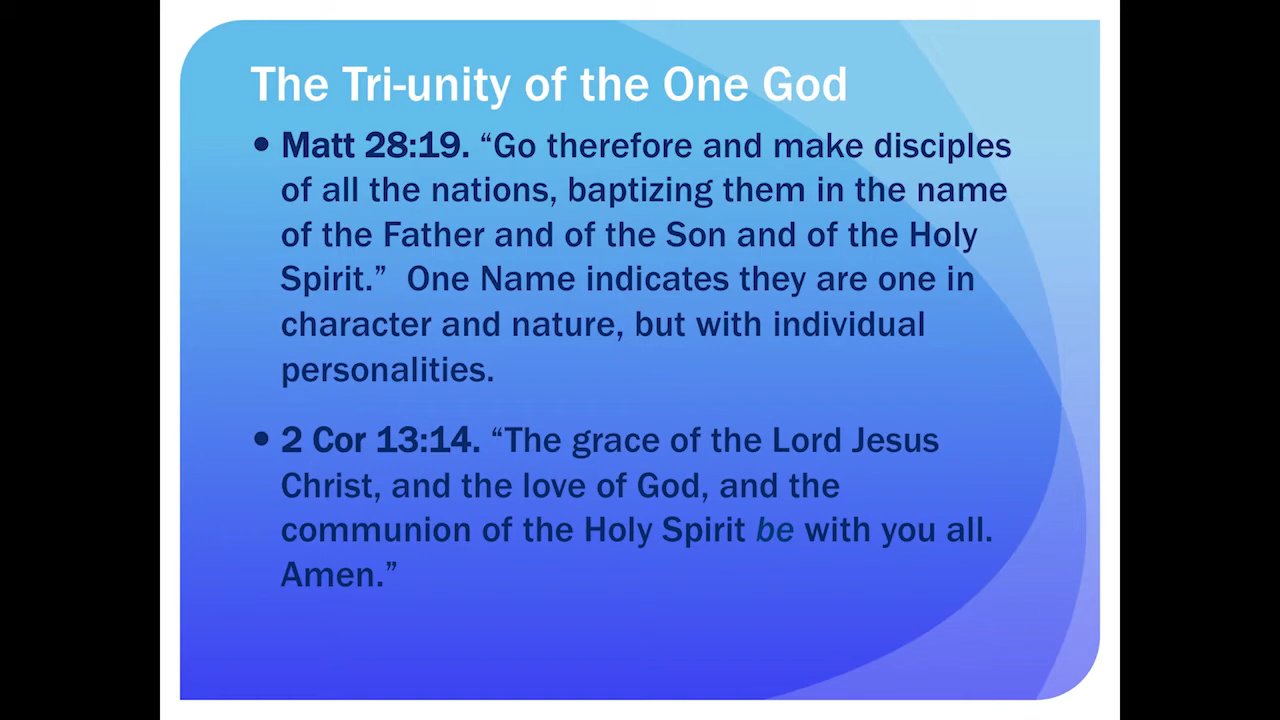 The Tri-unity of the One God
• Matt 28:19. “Go therefore and make disciples
of all the nations, baptizing them in the name
of the Father and of the Son and of the Holy
Spirit.”  One Name indicates they are one in
character and nature, but with individual
personalities.
• 2 Cor 13:14. “The grace of the Lord Jesus
Christ, and the love of God, and the
communion of the Holy Spirit be with you all.
Amen.”